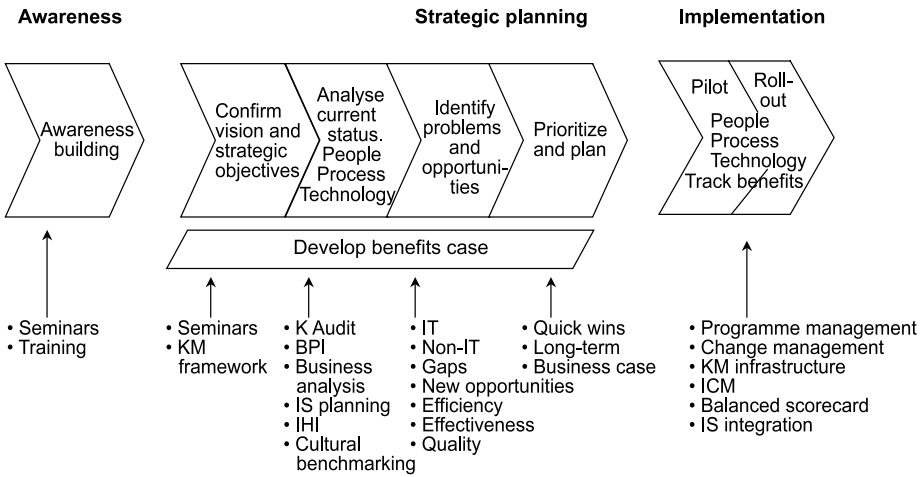 Awareness
Strategic planning
Implementation
Awareness
building
Confirm
vision and
strategic
objectives
Analyse
current
status.
People
Process
Technology
Identify
problems
and
opportuni-
ties
Prioritize
and plan
Pilot
Roll-
out
People
Process
Technology
Track benefits
Develop benefits case
• Seminars
• Training
• Seminars
• KM
framework
• K Audit
• BPI
• Business
analysis
• IS planning
• IHI
• Cultural
benchmarking
• IT
• Non-IT
• Gaps
• New opportunities
• Efficiency
• Effectiveness
• Quality
• Quick wins
• Long-term
• Business case
• Programme management
• Change management
• KM infrastructure
• ICM
• Balanced scorecard
• IS integration